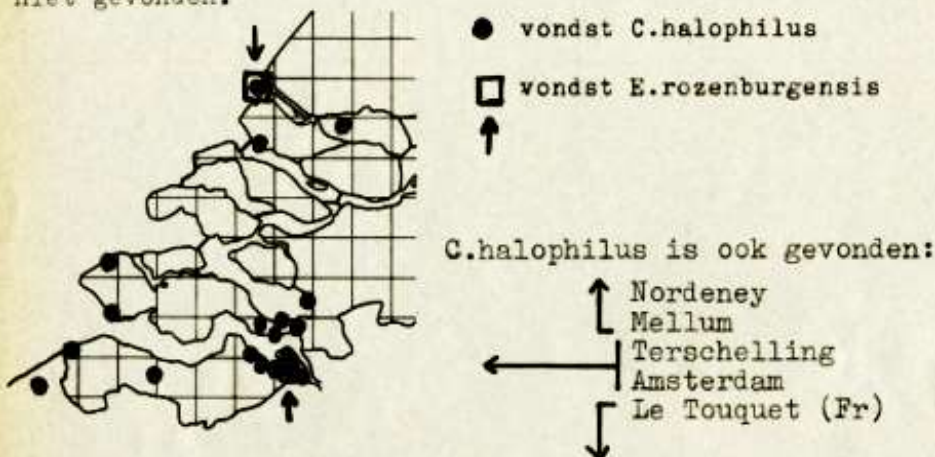 niet gevonden.
vondst C.halophilus
vondst E.rozenburgensis
C.halophilus is ook gevonden:
Nordeney
Mellum
Terschelling
Amsterdam
Le Touquet (Fr)